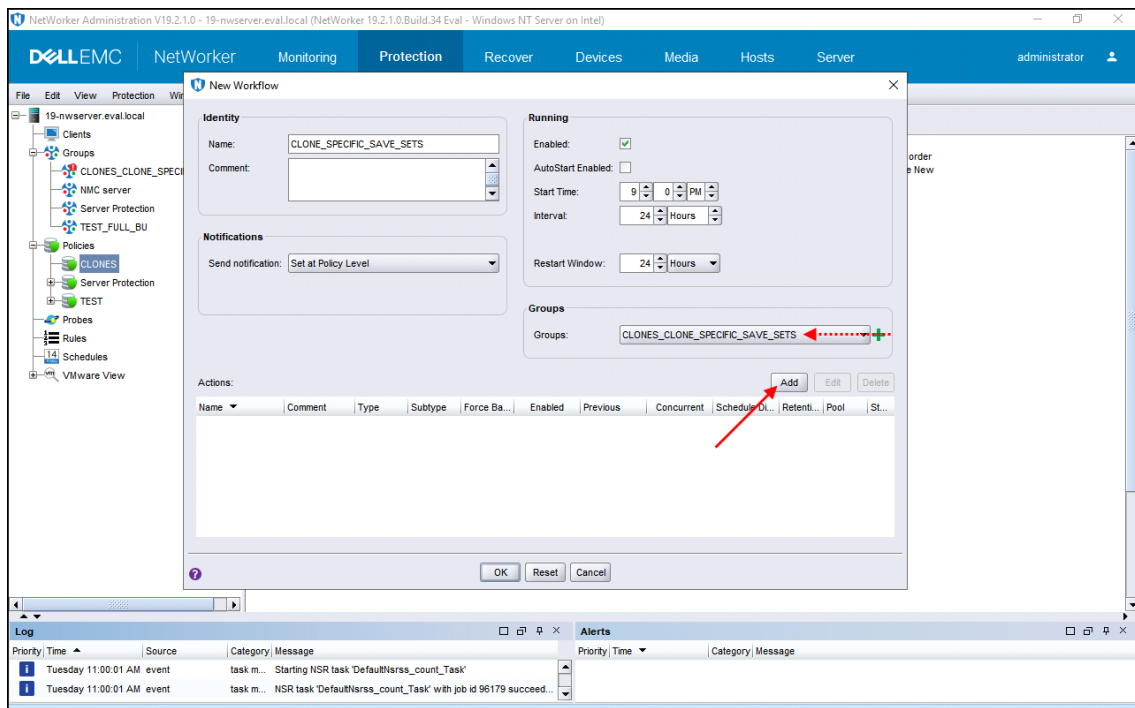 NetWorker Administration V19.2.1.0 - 19-nwserver.eval.local (NetWorker 19.2.1.0.Build.34 Eval - Windows NT Server on Intel)
DELLEMC NetWorker Monitoring Protection Recover Devices Media Hosts Server administrator
File Edit View Protection Win
New Workflow
19-nwserver.eval.local
Clients
Groups
CLONES_CLONE_SPECI
NMC server
Server Protection
TEST_FULL_BU
Policies
CLONES
Server Protection
TEST
Probes
Rules
14 Schedules
vm VMware View
Identity
Name: CLONE_SPECIFIC_SAVE_SETS
Comment:
Notifications
Send notification: Set at Policy Level
Running
Enabled:
AutoStart Enabled:
Start Time: 9 0 PM
Interval: 24 Hours
Restart Window: 24 Hours
Groups
Groups: CLONES_CLONE_SPECIFIC_SAVE_SETS
order
e New
Actions: Add Edit Delete
Name Comment Type Subtype Force Ba... Enabled Previous Concurrent Schedule Di... Retenti... Pool St...
OK Reset Cancel
Log
Priority Time Source Category Message
Tuesday 11:00:01 AM event task m... Starting NSR task 'DefaultNsrss_count_Task'
Tuesday 11:00:01 AM event task m... NSR task 'DefaultNsrss_count_Task' with job id 96179 succeed...
Alerts
Priority Time Category Message